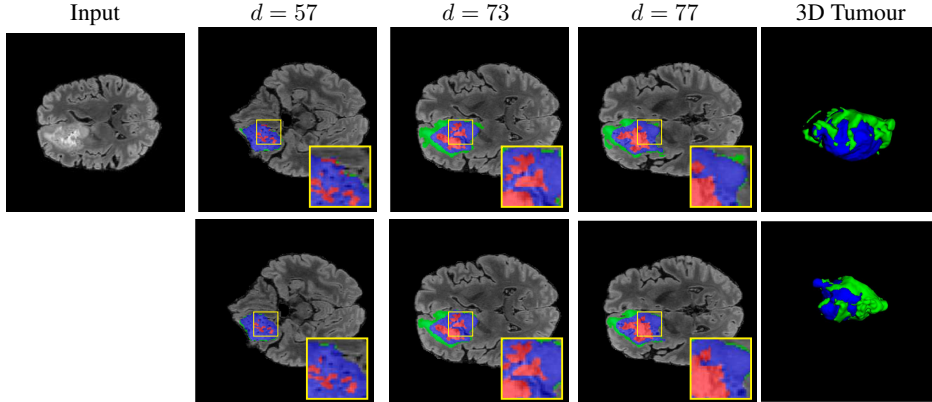 Input d = 57 d = 73 d = 77 3D Tumour